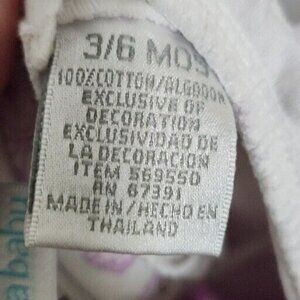 3/6 MOS
100%COTTON/ALGODON
EXCLUSIVE OF
DECORATION
EXCLUSIVIDAD DE
LA DECORACION
ITEM 569550
RN 67391
MADE IN/HECHO EN
THAILAND